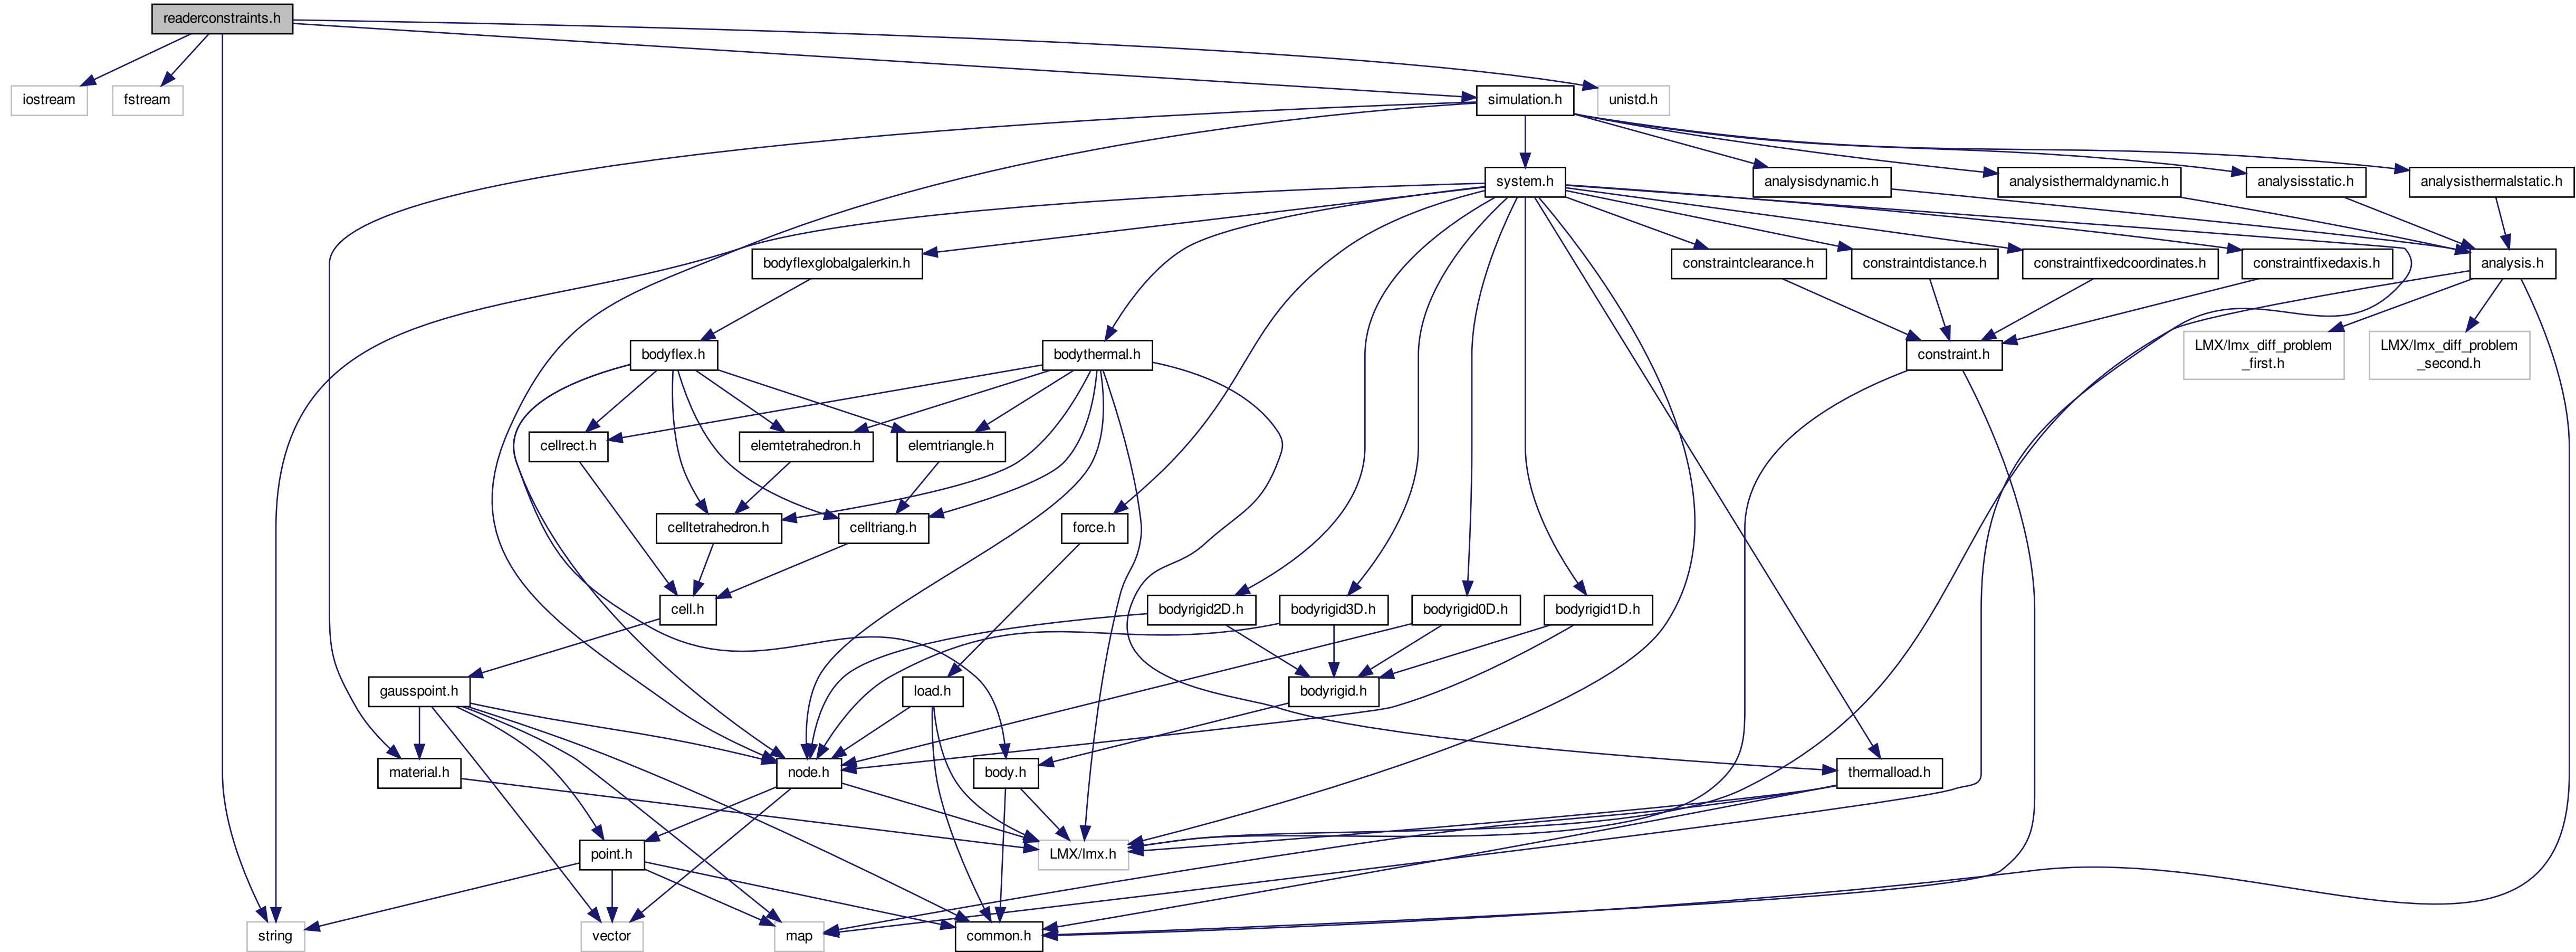 readerconstraints.h
iostream
fstream
simulation.h
unistd.h
system.h
analysisdynamic.h
analysisthermaldynamic.h
analysisstatic.h
analysisthermalstatic.h
bodyflexglobalgalerkin.h
constraintclearance.h
constraintdistance.h
constraintfixedcoordinates.h
constraintfixedaxis.h
analysis.h
bodyflex.h
bodythermal.h
constraint.h
LMX/lmx_diff_problem
_first.h
LMX/lmx_diff_problem
_second.h
cellrect.h
elemtetrahedron.h
elemtriangle.h
celltetrahedron.h
celltriang.h
force.h
cell.h
bodyrigid2D.h
bodyrigid3D.h
bodyrigid0D.h
bodyrigid1D.h
gausspoint.h
load.h
bodyrigid.h
material.h
node.h
body.h
thermalload.h
point.h
LMX/lmx.h
string
vector
map
common.h